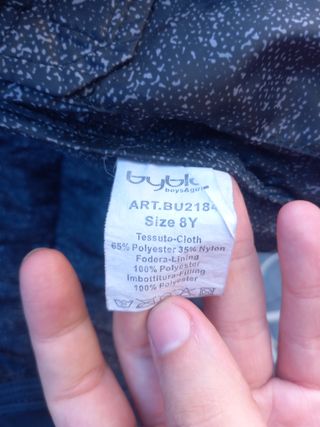 bybk
boys&girls
ART.BU2184
Size 8Y
Tessuto-Cloth
65% Polyester 35% Nylon
Fodera-Lining
100% Polyester
Imbottitura-Filling
100% Polyester